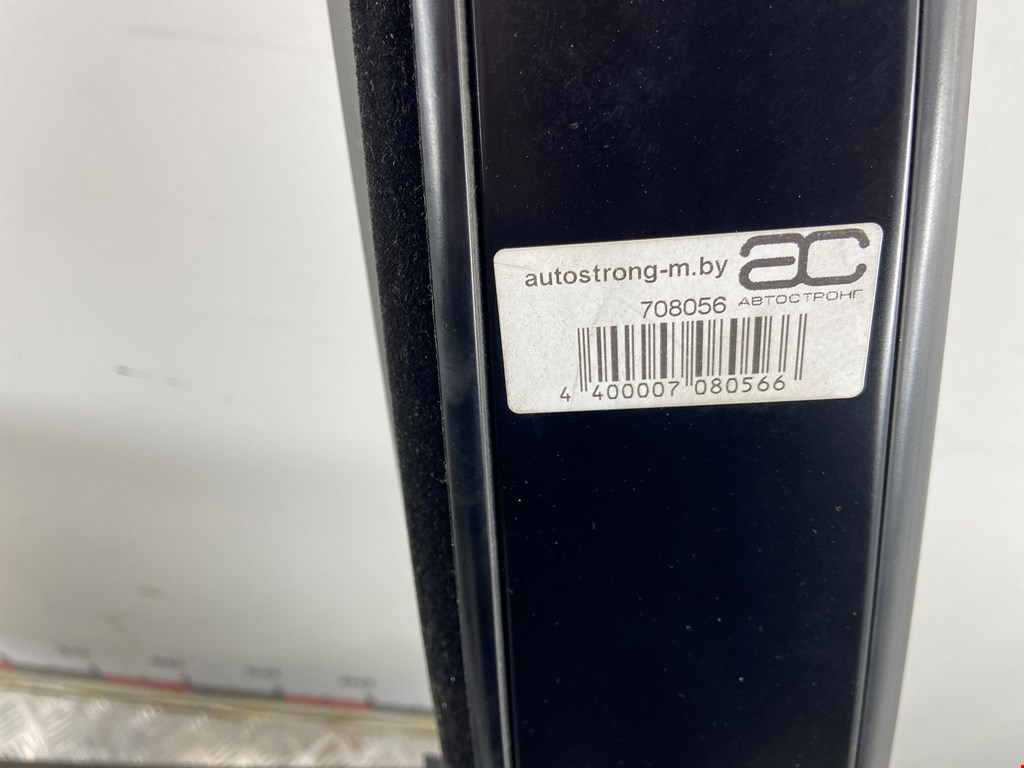 autostrong-m.by
ac
АВТОСТРОНГ
708056
4 400007 080566